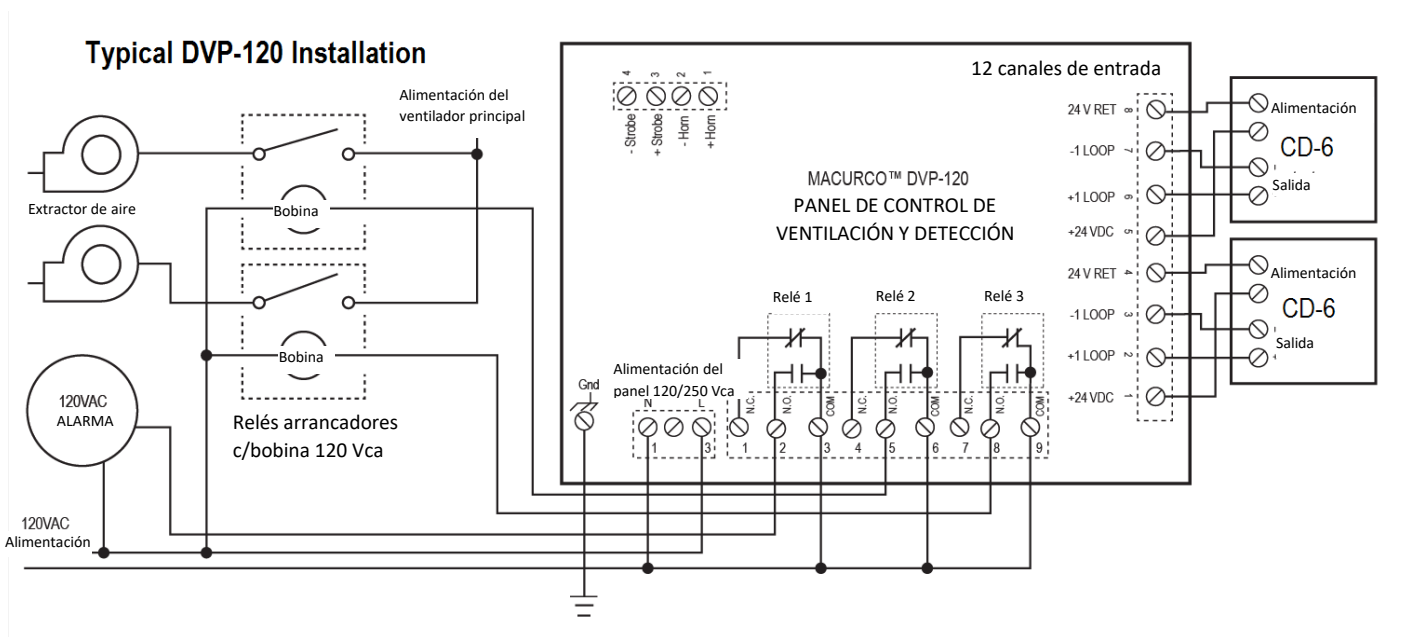 Typical DVP-120 Installation
Alimentación del
ventilador principal
Extractor de aire
Bobina
Bobina
Relés arrancadores
c/bobina 120 Vca
120VAC
ALARMA
120VAC
Alimentación
4
3
2
1
- Strobe
+ Strobe
- Horn
+ Horn
12 canales de entrada
MACURCO™ DVP-120
PANEL DE CONTROL DE
VENTILACIÓN Y DETECCIÓN
Relé 1
Relé 2
Relé 3
Gnd
Alimentación del
panel 120/250 Vca
N
L
1
3
N.C.
N.O.
COM
N.C.
N.O.
COM
N.C.
N.O.
COM
1
2
3
4
5
6
7
8
9
24 V RET 8
-1 LOOP 7
+1 LOOP 6
+24 VDC 5
24 V RET 4
-1 LOOP 3
+1 LOOP 2
+24 VDC 1
Alimentación
CD-6
Salida
Alimentación
CD-6
Salida